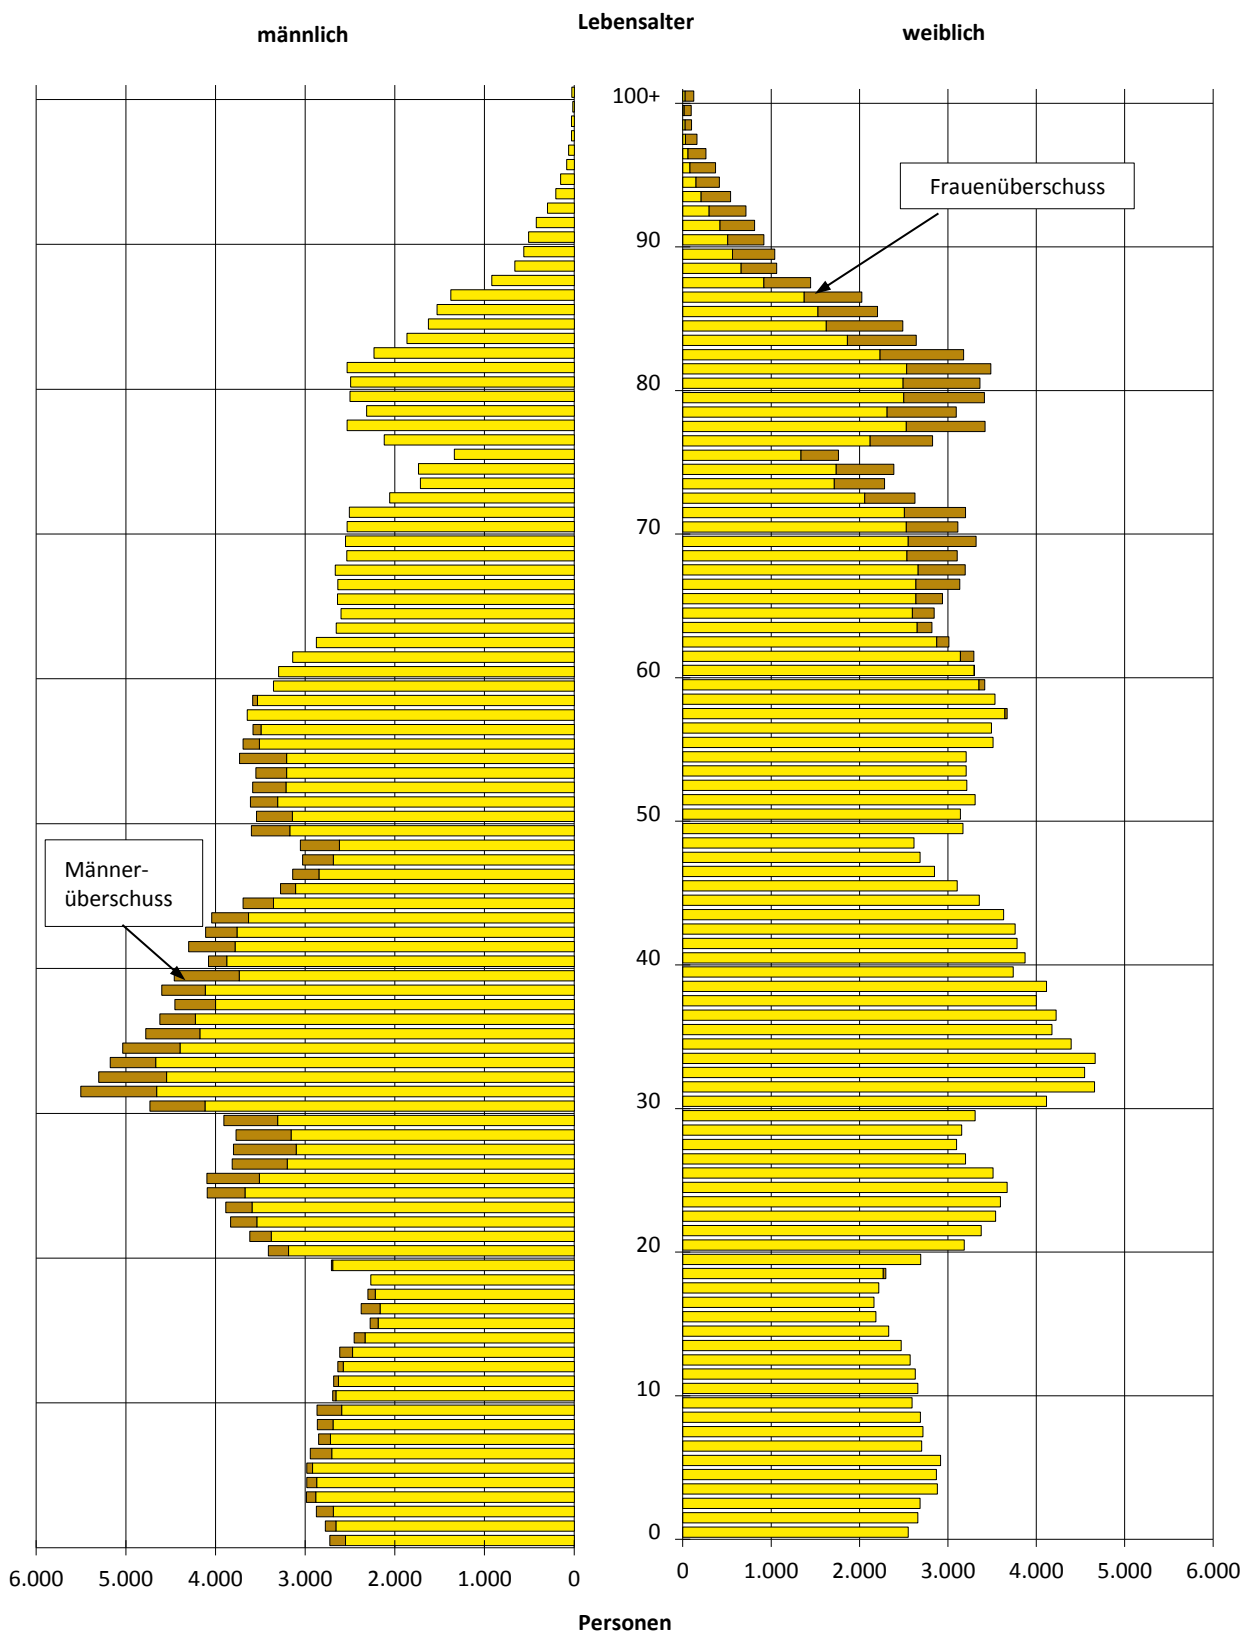 Lebensalter
männlich
weiblich
100+
90
80
70
60
50
40
30
20
10
0
Frauenüberschuss
Männer-
überschuss
6.000 5.000 4.000 3.000 2.000 1.000 0
0 1.000 2.000 3.000 4.000 5.000 6.000
Personen